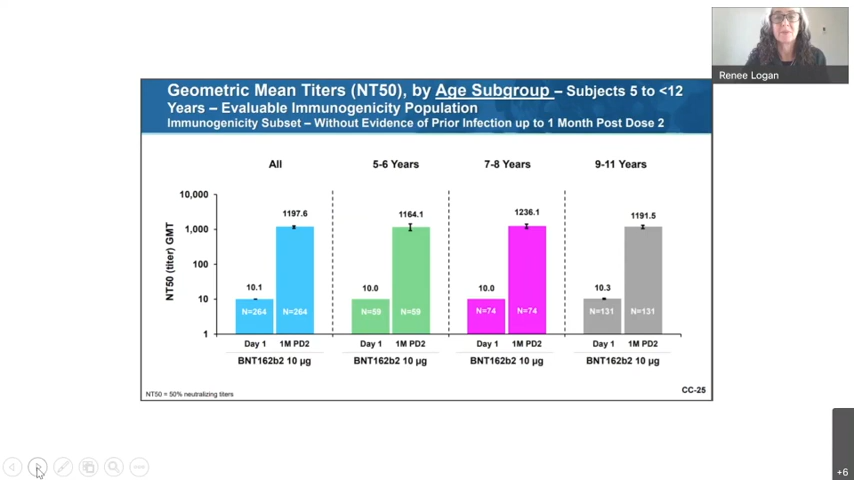 Renee Logan
Geometric Mean Titers (NT50), by Age Subgroup – Subjects 5 to <12
Years – Evaluable Immunogenicity Population
Immunogenicity Subset – Without Evidence of Prior Infection up to 1 Month Post Dose 2
All
5-6 Years
7-8 Years
9-11 Years
NT50 (titer) GMT
10,000
1,000
100
10
1
10.1
1197.6
10.0
1164.1
10.0
1236.1
10.3
1191.5
N=264
N=264
N=59
N=59
N=74
N=74
N=131
N=131
Day 1
1M PD2
Day 1
1M PD2
Day 1
1M PD2
Day 1
1M PD2
BNT162b2 10 µg
BNT162b2 10 µg
BNT162b2 10 µg
BNT162b2 10 µg
NT50 = 50% neutralizing titers
CC-25
+6